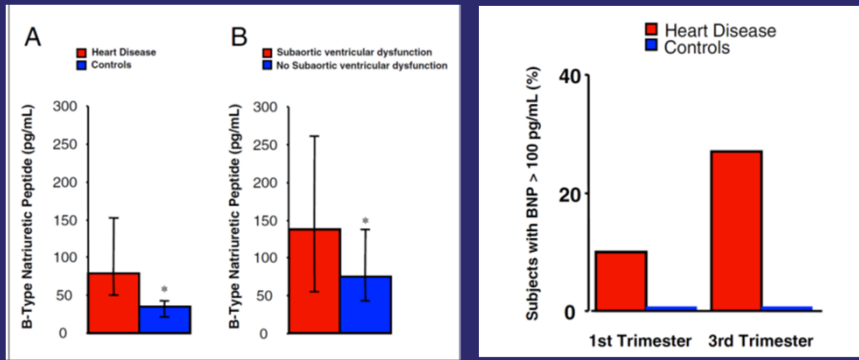 A
Heart Disease
Controls
B-Type Natriuretic Peptide (pg/mL)
300
250
200
150
100
50
0
*
B
Subaortic ventricular dysfunction
No Subaortic ventricular dysfunction
B-Type Natriuretic Peptide (pg/mL)
300
250
200
150
100
50
0
*
Heart Disease
Controls
Subjects with BNP > 100 pg/mL (%)
40
20
0
1st Trimester 3rd Trimester